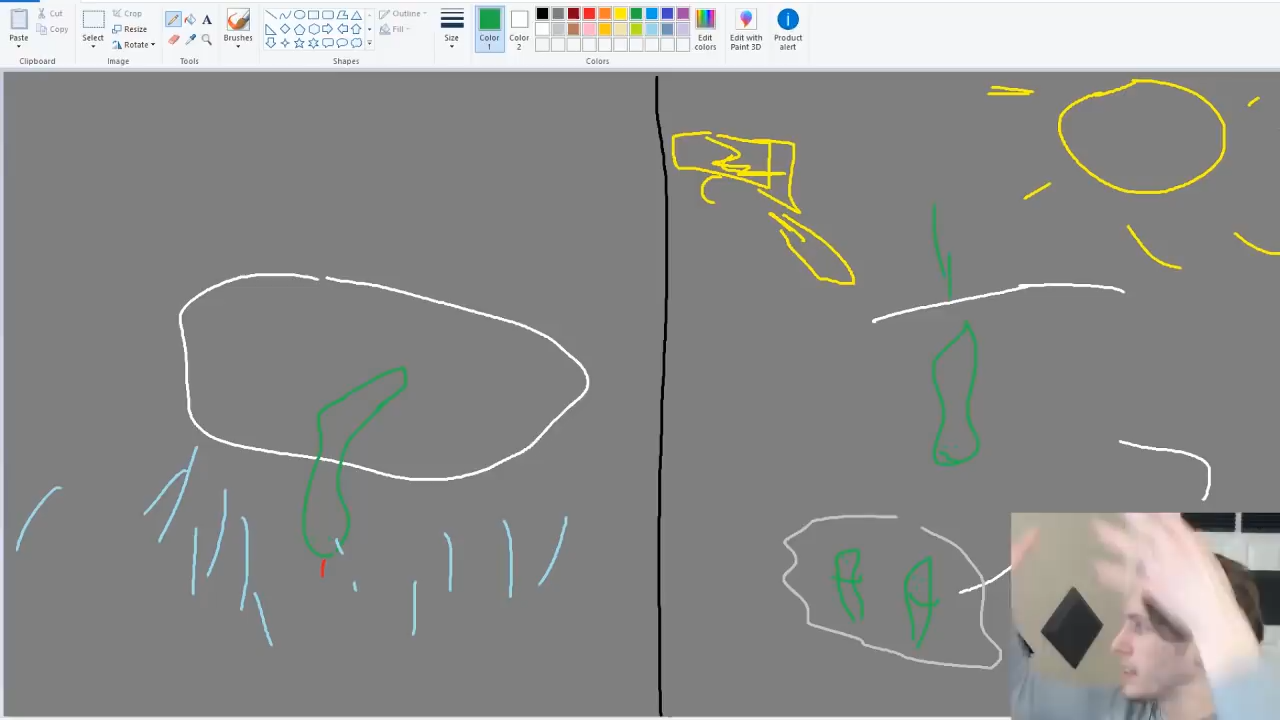 Paste
Cut
Copy
Clipboard
Select
Crop
Resize
Rotate
Image
A
Tools
Brushes
Outline
Fill
Shapes
Size
Color 1
Color 2
Edit colors
Colors
Edit with Paint 3D
Product alert